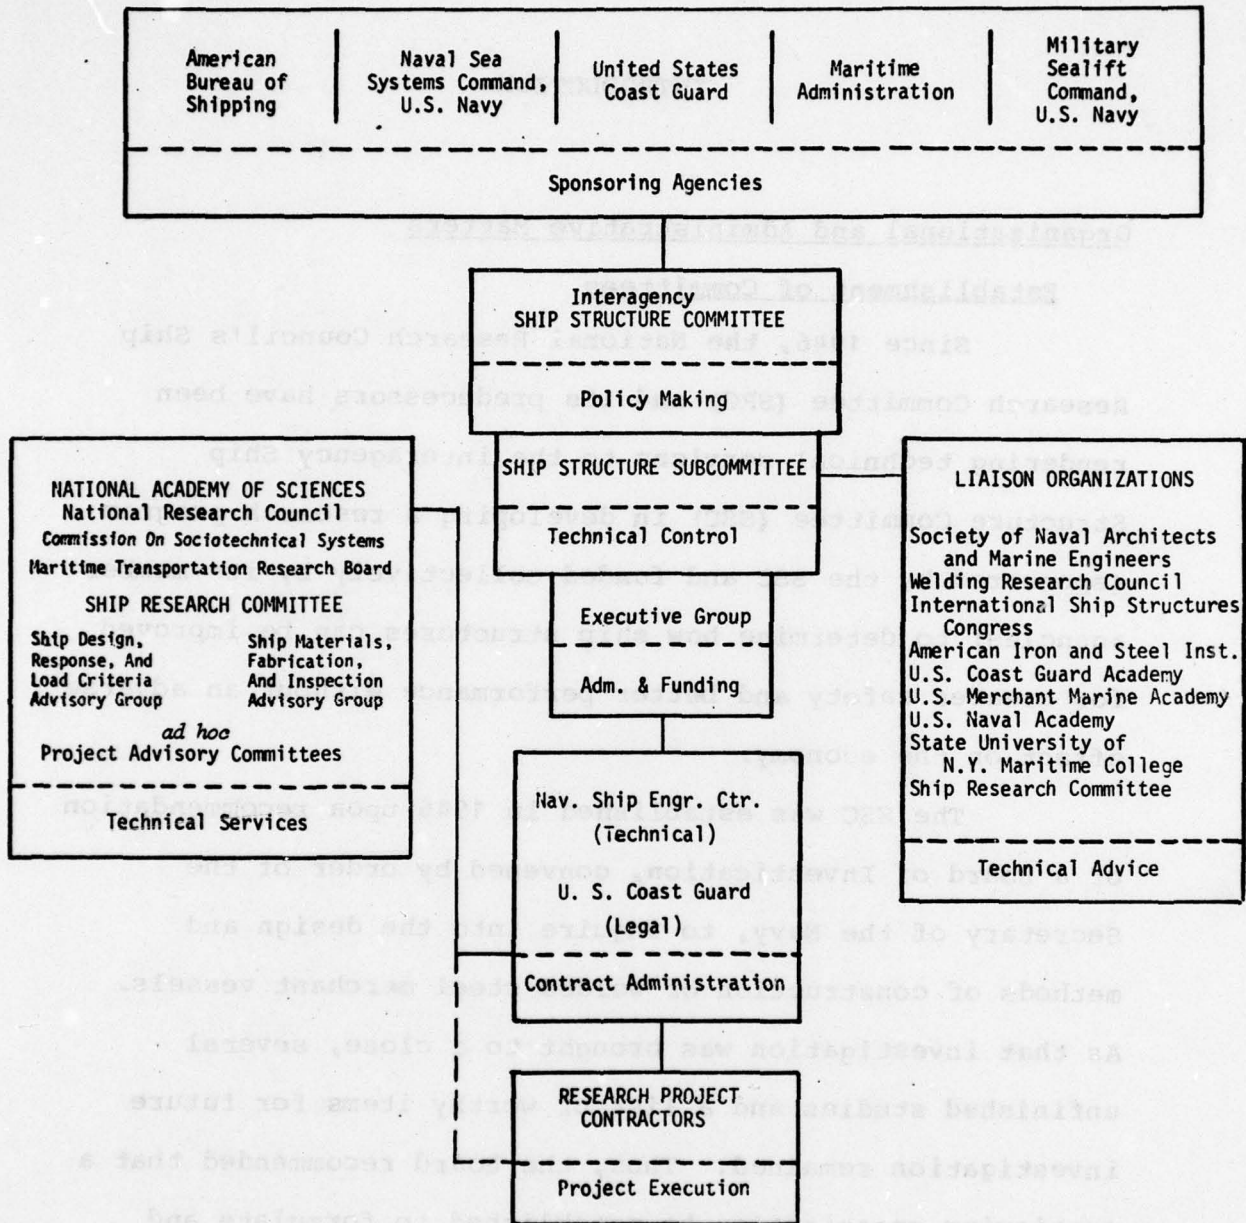 American
Bureau of
Shipping
Naval Sea
Systems Command,
U.S. Navy
United States
Coast Guard
Maritime
Administration
Military
Sealift
Command,
U.S. Navy
Sponsoring Agencies
Interagency
SHIP STRUCTURE COMMITTEE
Policy Making
SHIP STRUCTURE SUBCOMMITTEE
Technical Control
Executive Group
Adm. & Funding
Nav. Ship Engr. Ctr.
(Technical)
U. S. Coast Guard
(Legal)
Contract Administration
RESEARCH PROJECT
CONTRACTORS
Project Execution
NATIONAL ACADEMY OF SCIENCES
National Research Council
Commission On Sociotechnical Systems
Maritime Transportation Research Board
SHIP RESEARCH COMMITTEE
Ship Design,
Response, And
Load Criteria
Advisory Group
Ship Materials,
Fabrication,
And Inspection
Advisory Group
ad hoc
Project Advisory Committees
Technical Services
LIAISON ORGANIZATIONS
Society of Naval Architects
and Marine Engineers
Welding Research Council
International Ship Structures
Congress
American Iron and Steel Inst.
U.S. Coast Guard Academy
U.S. Merchant Marine Academy
U.S. Naval Academy
State University of
N.Y. Maritime College
Ship Research Committee
Technical Advice